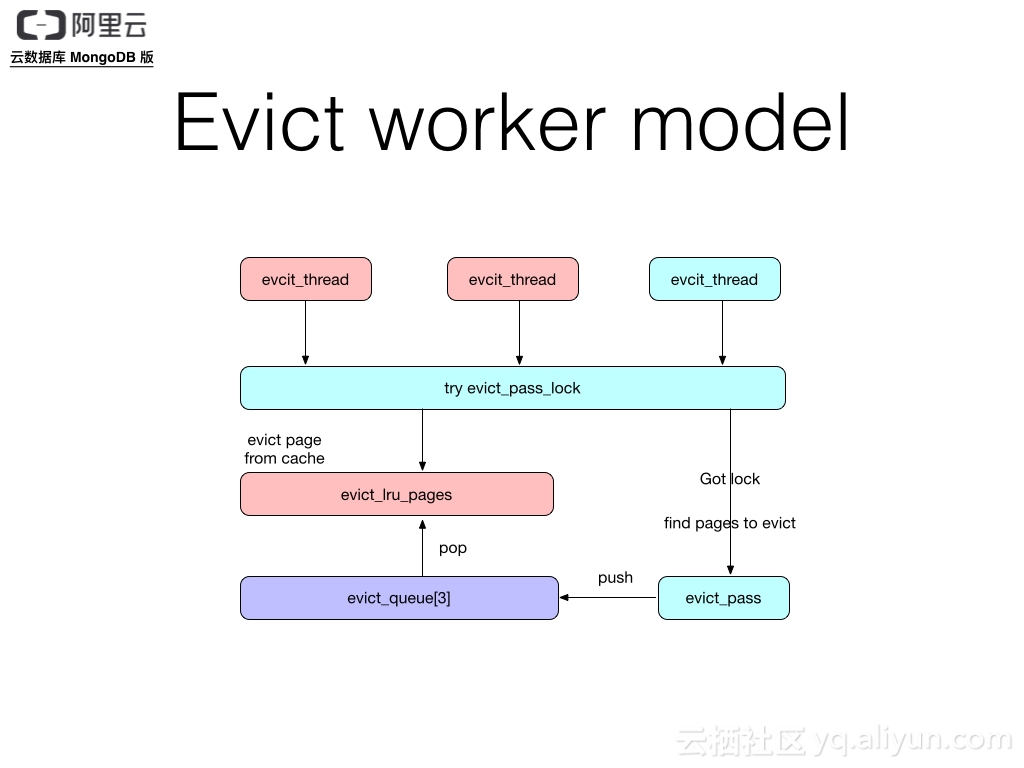 阿里云
云数据库 MongoDB 版
Evict worker model
evcit_thread
evcit_thread
evcit_thread
try evict_pass_lock
evict page
from cache
Got lock
evict_lru_pages
find pages to evict
pop
push
evict_queue[3]
evict_pass
云栖社区 yq.aliyun.com